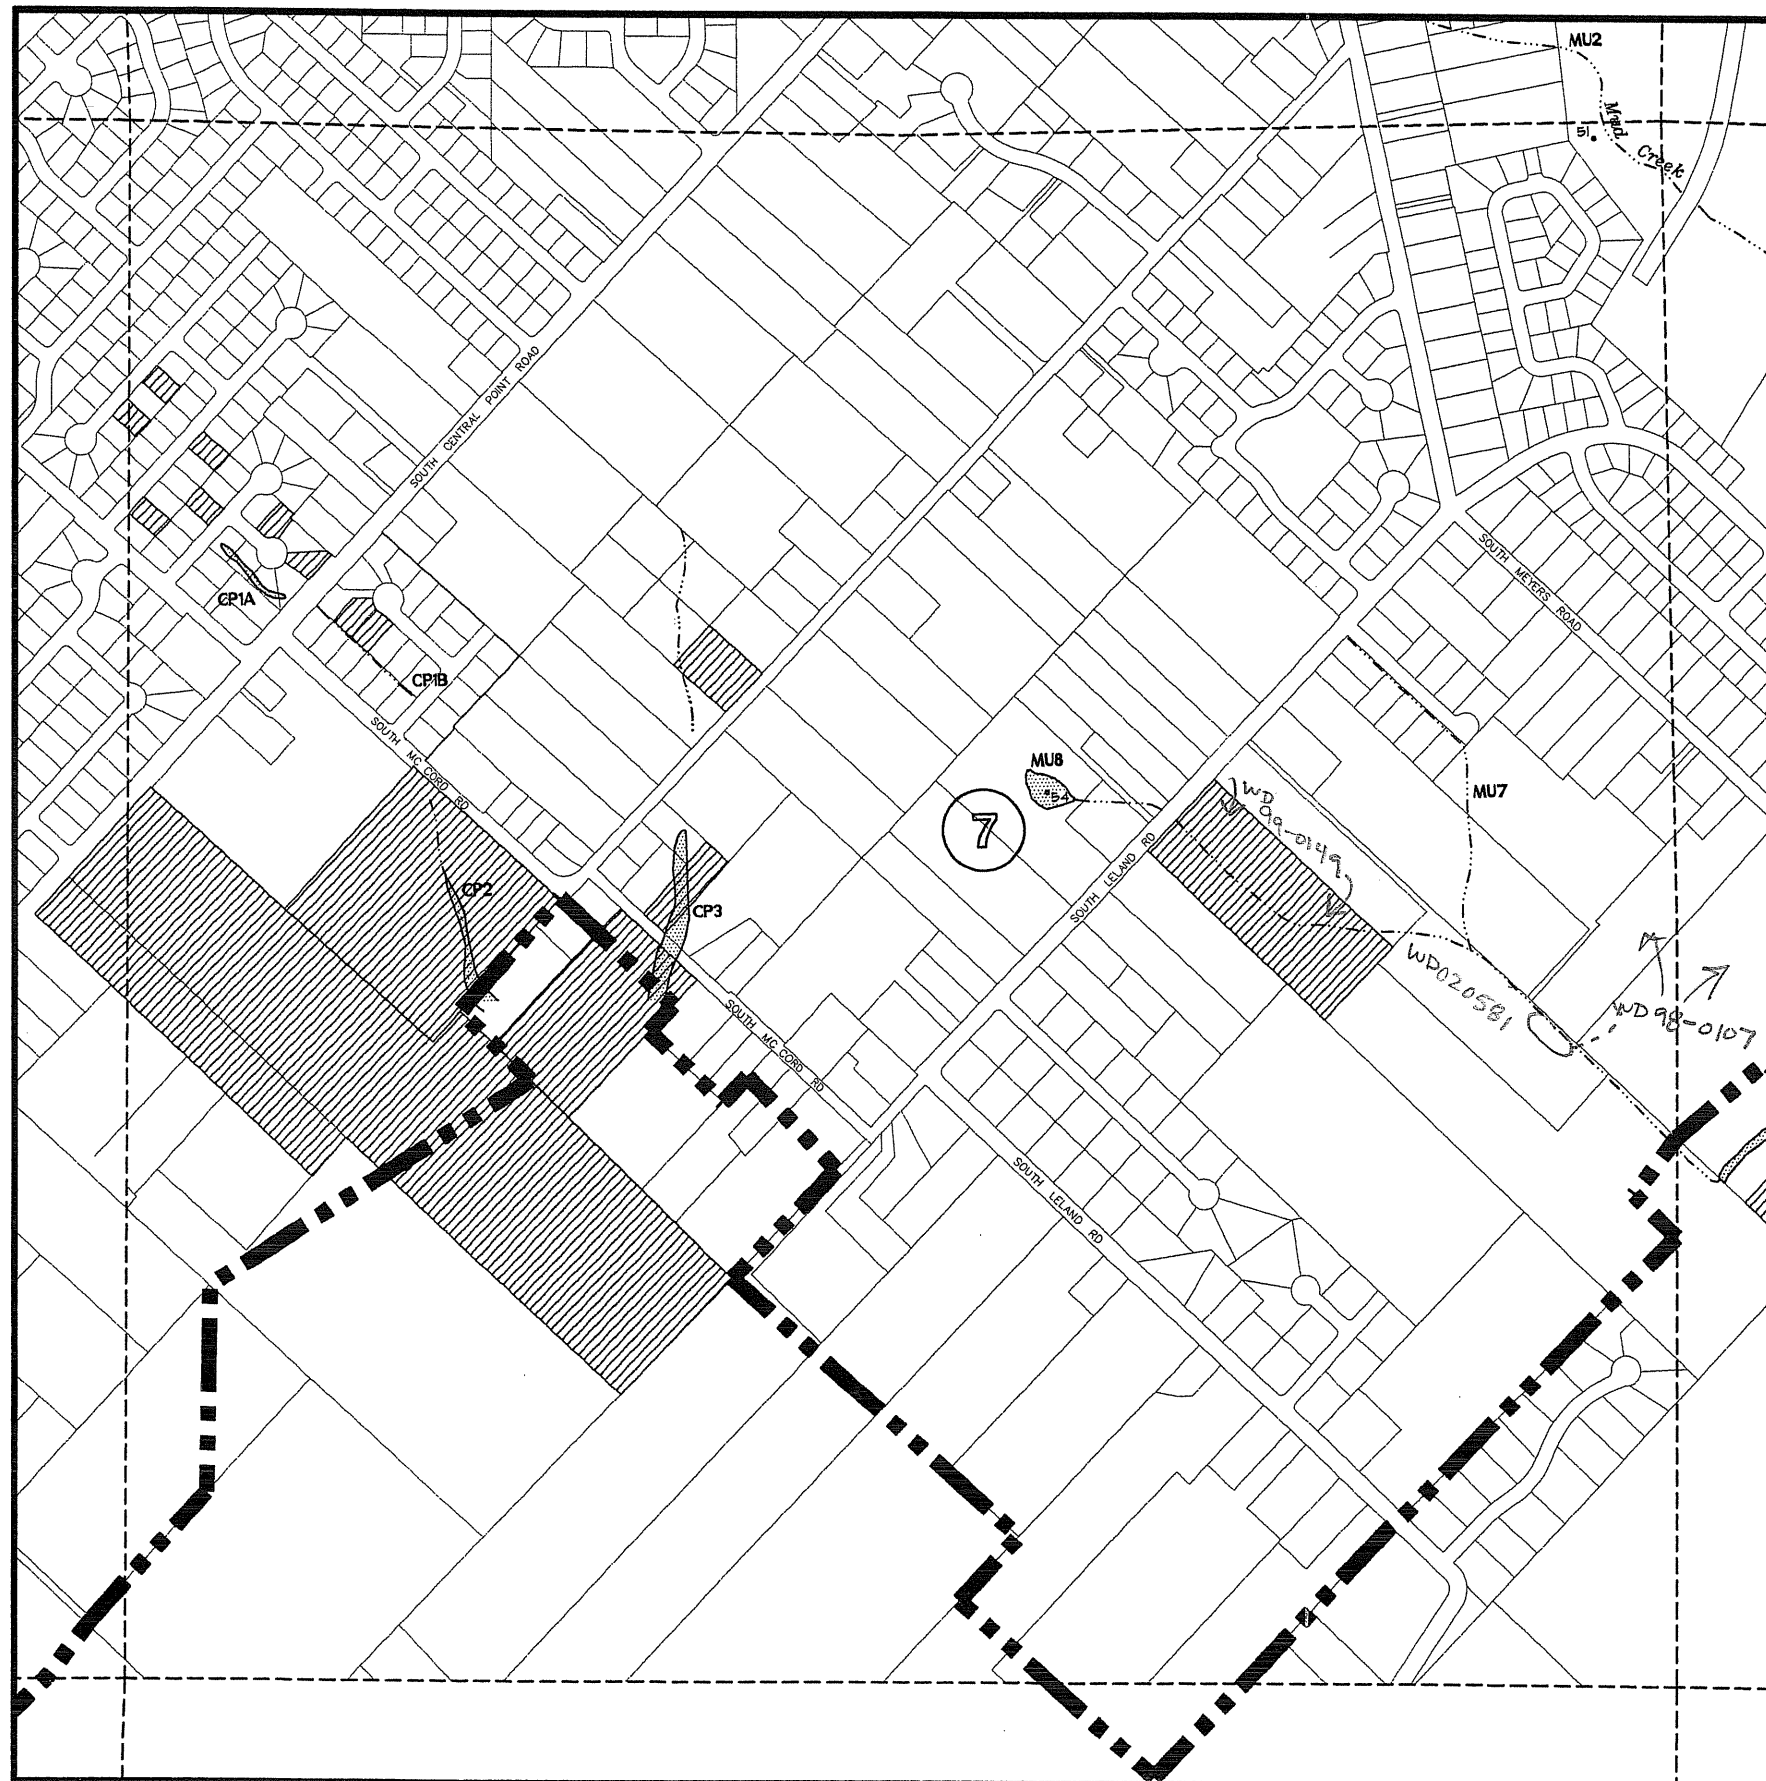 MU2
Mud
Creek
51
SOUTH CENTRAL POINT ROAD
SOUTH MEYERS ROAD
CP1A
CP1B
SOUTH MC CORD RD
MU8
54
7
MU7
WD
99-0149
SOUTH LELAND RD
CP2
CP3
WD020581
WD 98-0107
SOUTH MC CORD RD
SOUTH LELAND RD